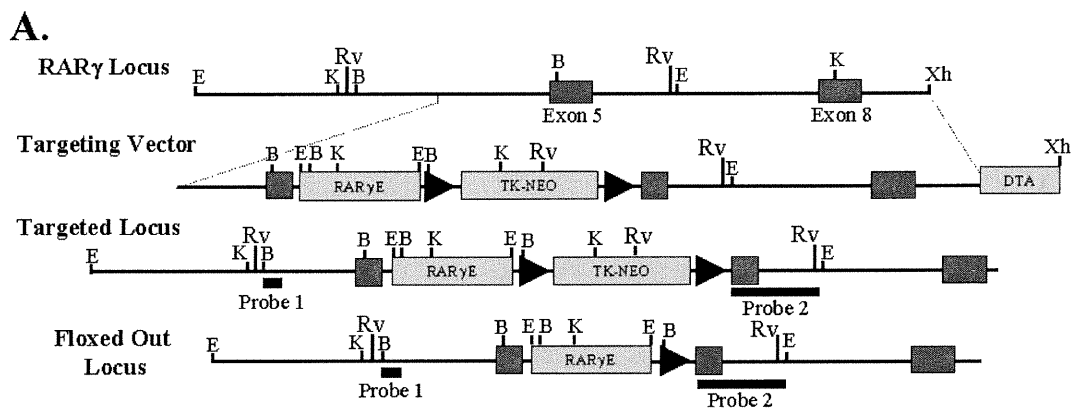 A.
RARγ Locus
E K Rv B B Rv E K Xh
Exon 5 Exon 8
Targeting Vector
B E B K E B K Rv Rv E Xh
RARγE TK-NEO DTA
Targeted Locus
E K Rv B B E B K E B K Rv Rv E
RARγE TK-NEO
Probe 1 Probe 2
Floxed Out
Locus
E K Rv B B E B K E B Rv E
RARγE
Probe 1 Probe 2